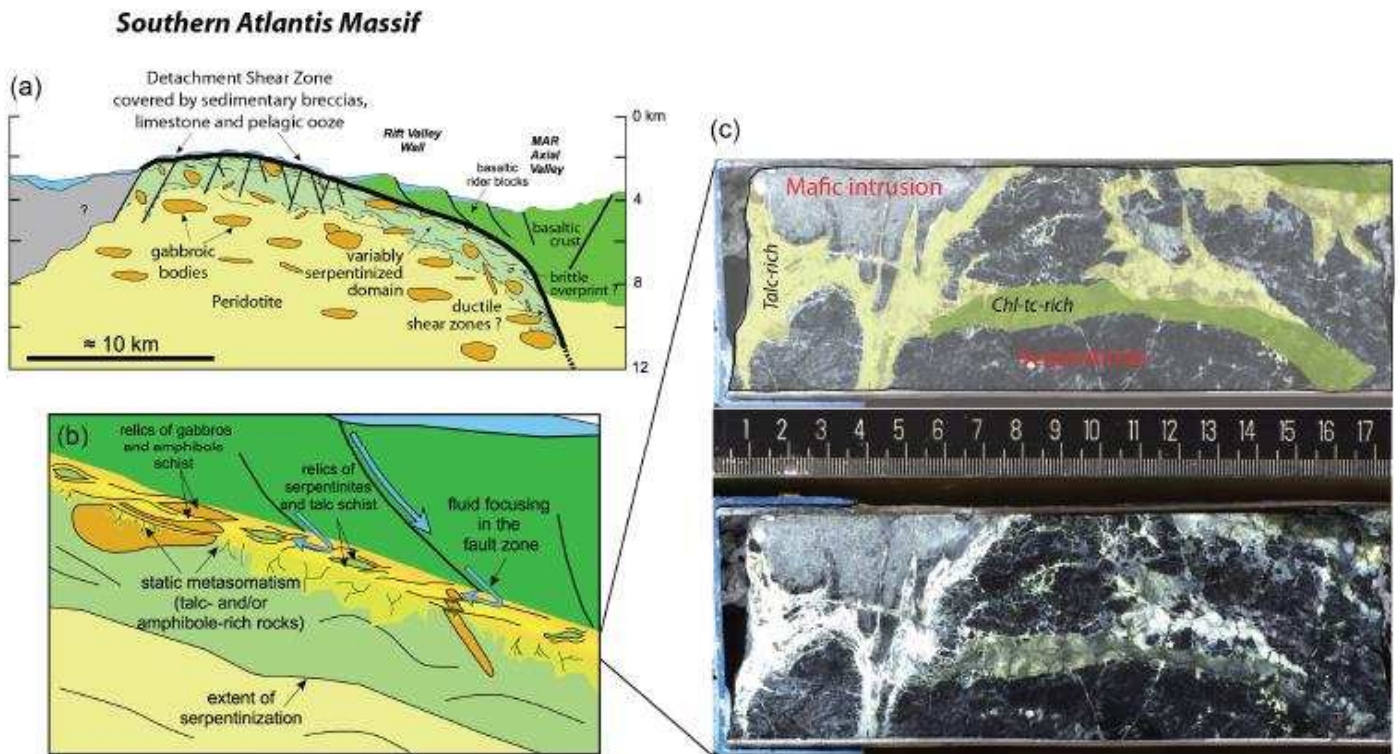 Southern Atlantis Massif
(a)
Detachment Shear Zone
covered by sedimentary breccias,
limestone and pelagic ooze
Rift Valley
Wall
MAR
Axial
Valley
0 km
4
8
12
basaltic
rider blocks
?
gabbroic
bodies
variably
serpentinized
domain
basaltic
crust
brittle
overprint ?
Peridotite
ductile
shear zones ?
≈ 10 km
(b)
relics of gabbros
and amphibole
schist
relics of
serpentinites
and talc schist
fluid focusing
in the
fault zone
static metasomatism
(talc- and/or
amphibole-rich rocks)
extent of
serpentinization
(c)
Mafic intrusion
Talc-rich
Chl-tc-rich
1 2 3 4 5 6 7 8 9 10 11 12 13 14 15 16 17